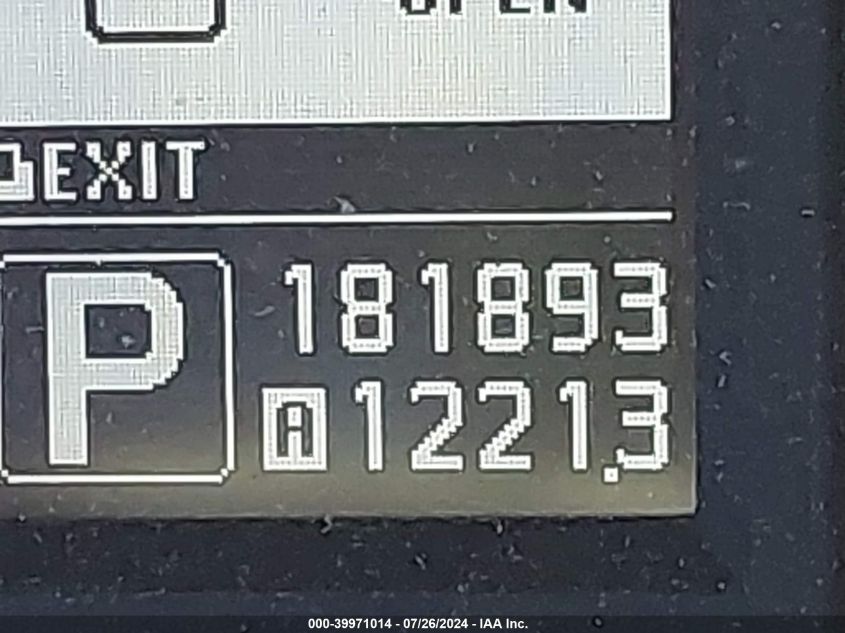 OPEN
EXIT
P
181893
A 1221.3
000-39971014 - 07/26/2024 - IAA Inc.